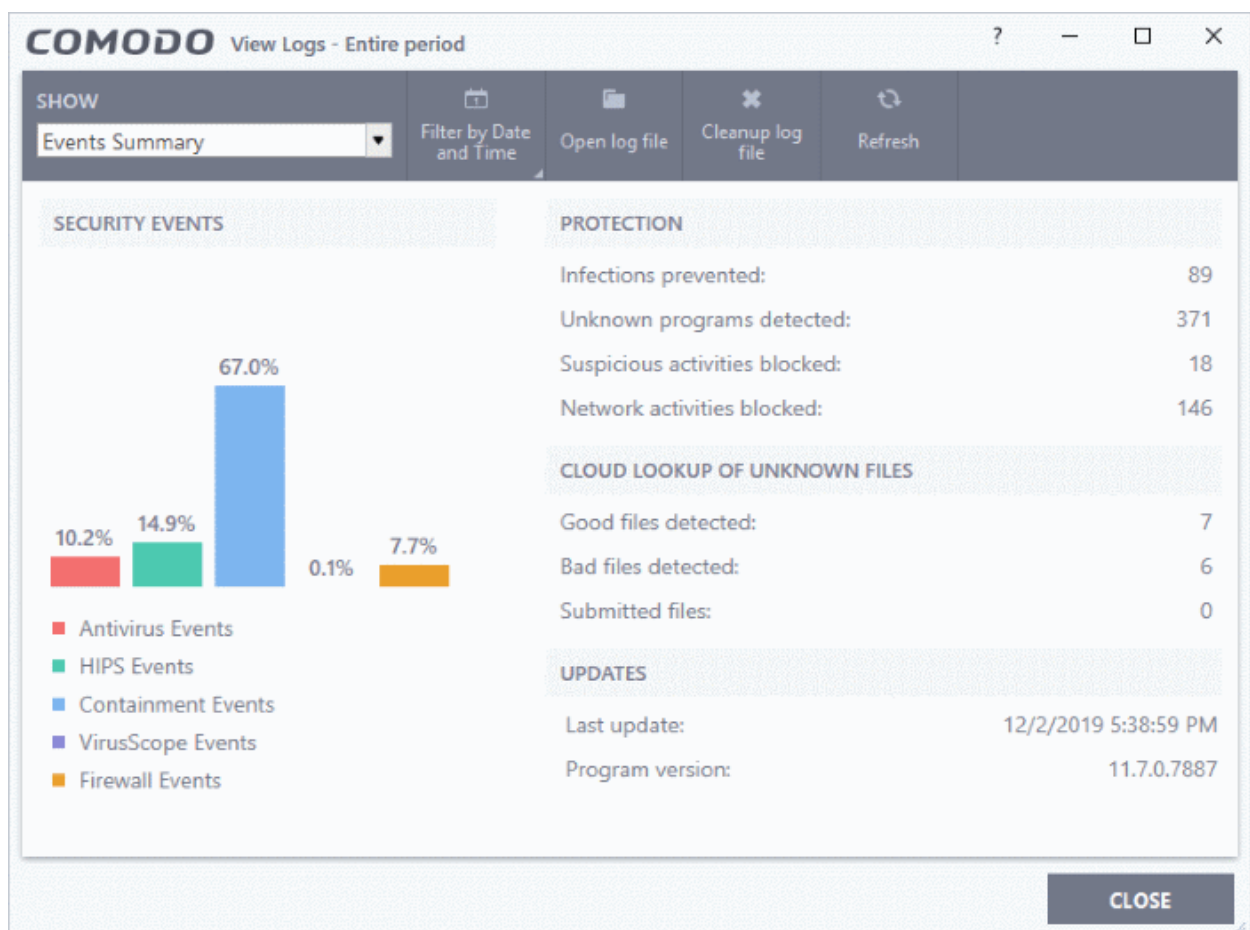 COMODO View Logs - Entire period
?
SHOW
Events Summary
Filter by Date
and Time
Open log file
Cleanup log
file
Refresh
SECURITY EVENTS
67.0%
14.9%
10.2%
7.7%
0.1%
Antivirus Events
HIPS Events
Containment Events
VirusScope Events
Firewall Events
PROTECTION
Infections prevented: 89
Unknown programs detected: 371
Suspicious activities blocked: 18
Network activities blocked: 146
CLOUD LOOKUP OF UNKNOWN FILES
Good files detected: 7
Bad files detected: 6
Submitted files: 0
UPDATES
Last update: 12/2/2019 5:38:59 PM
Program version: 11.7.0.7887
CLOSE